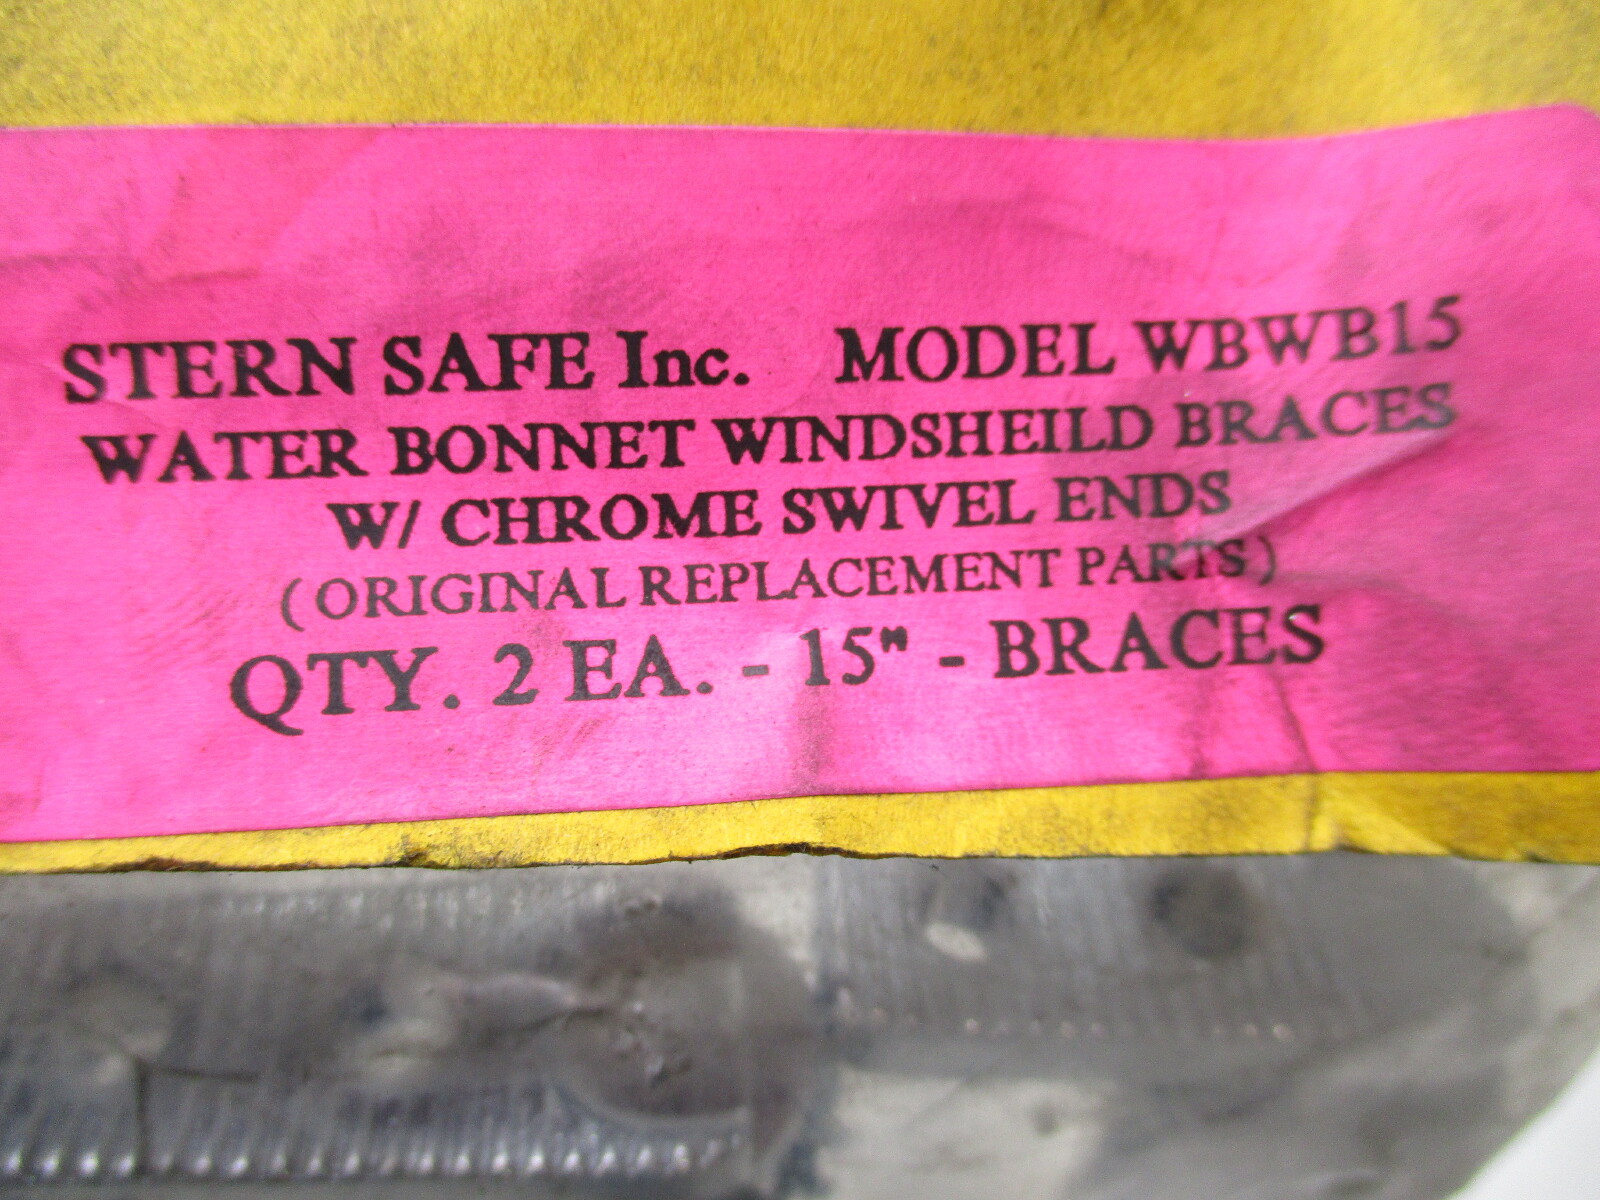 STERN SAFE Inc. MODEL WBWB15
WATER BONNET WINDSHEILD BRACES
W/ CHROME SWIVEL ENDS
(ORIGINAL REPLACEMENT PARTS)
QTY. 2 EA. - 15" - BRACES